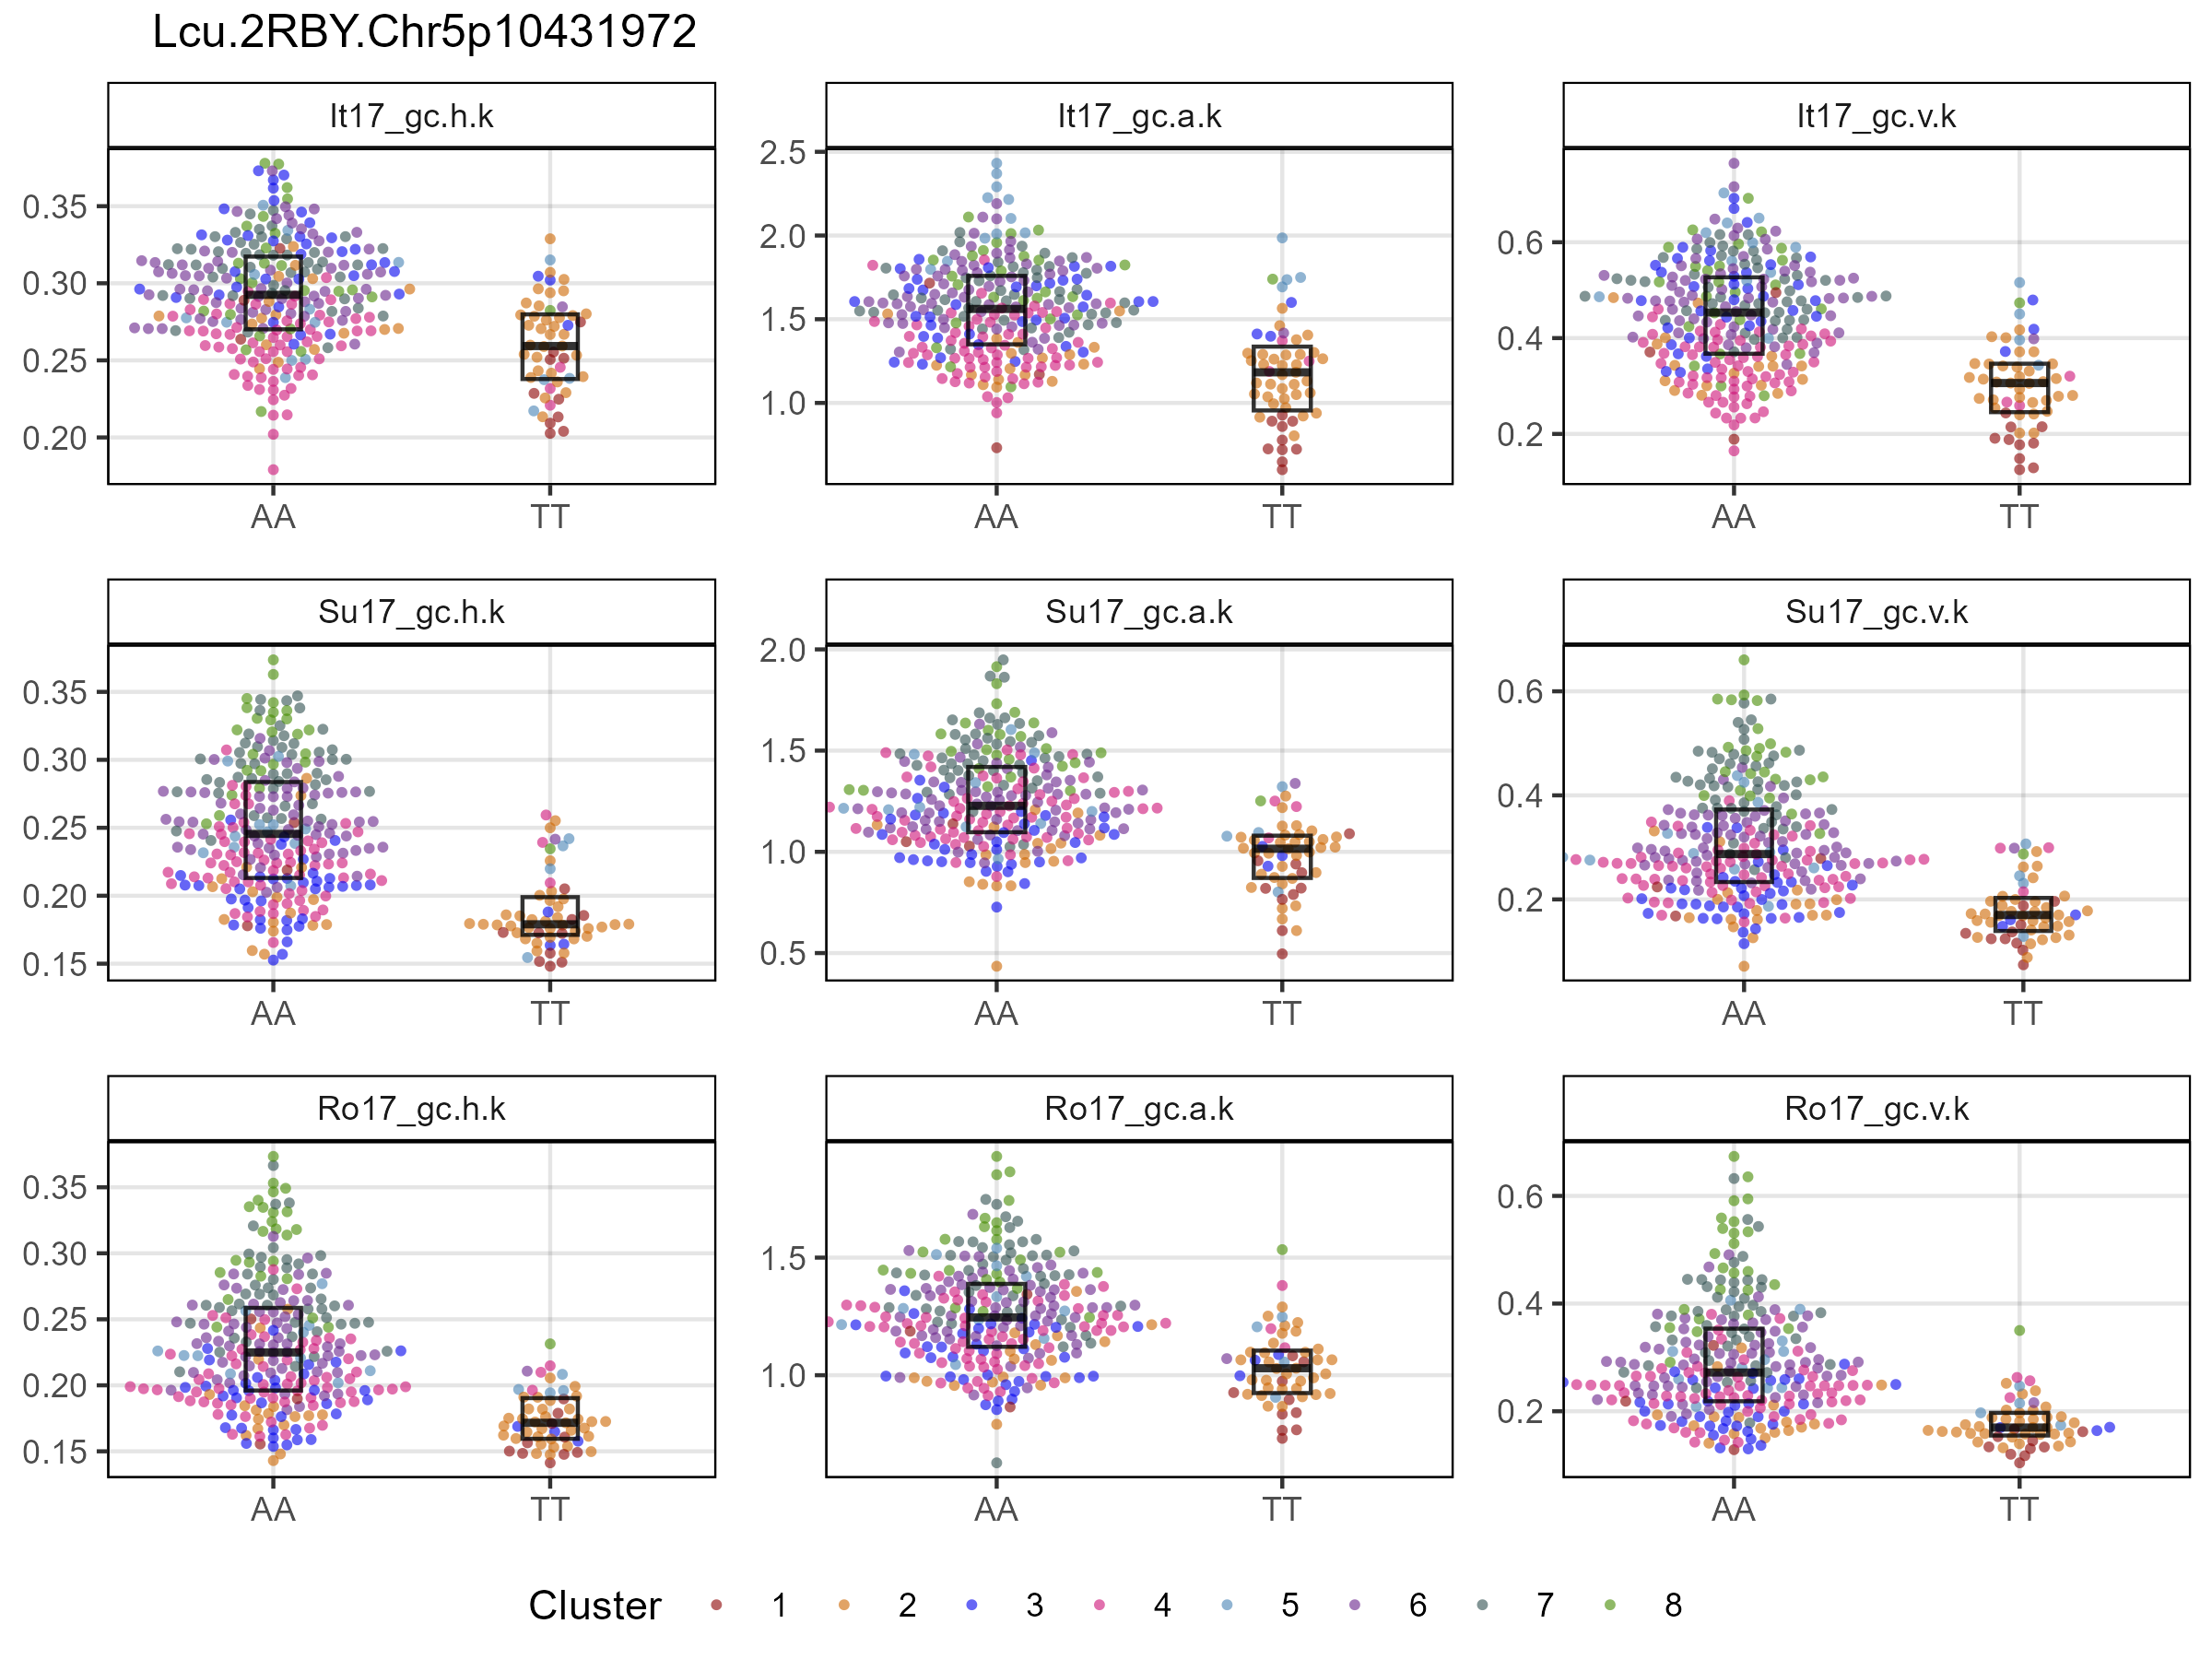 Lcu.2RBY.Chr5p10431972
It17_gc.h.k
It17_gc.a.k
It17_gc.v.k
0.35
0.30
0.25
0.20
2.5
2.0
1.5
1.0
0.6
0.4
0.2
AA TT
AA TT
AA TT
Su17_gc.h.k
Su17_gc.a.k
Su17_gc.v.k
0.35
0.30
0.25
0.20
0.15
2.0
1.5
1.0
0.5
0.6
0.4
0.2
AA TT
AA TT
AA TT
Ro17_gc.h.k
Ro17_gc.a.k
Ro17_gc.v.k
0.35
0.30
0.25
0.20
0.15
1.5
1.0
0.6
0.4
0.2
AA TT
AA TT
AA TT
Cluster 1 2 3 4 5 6 7 8